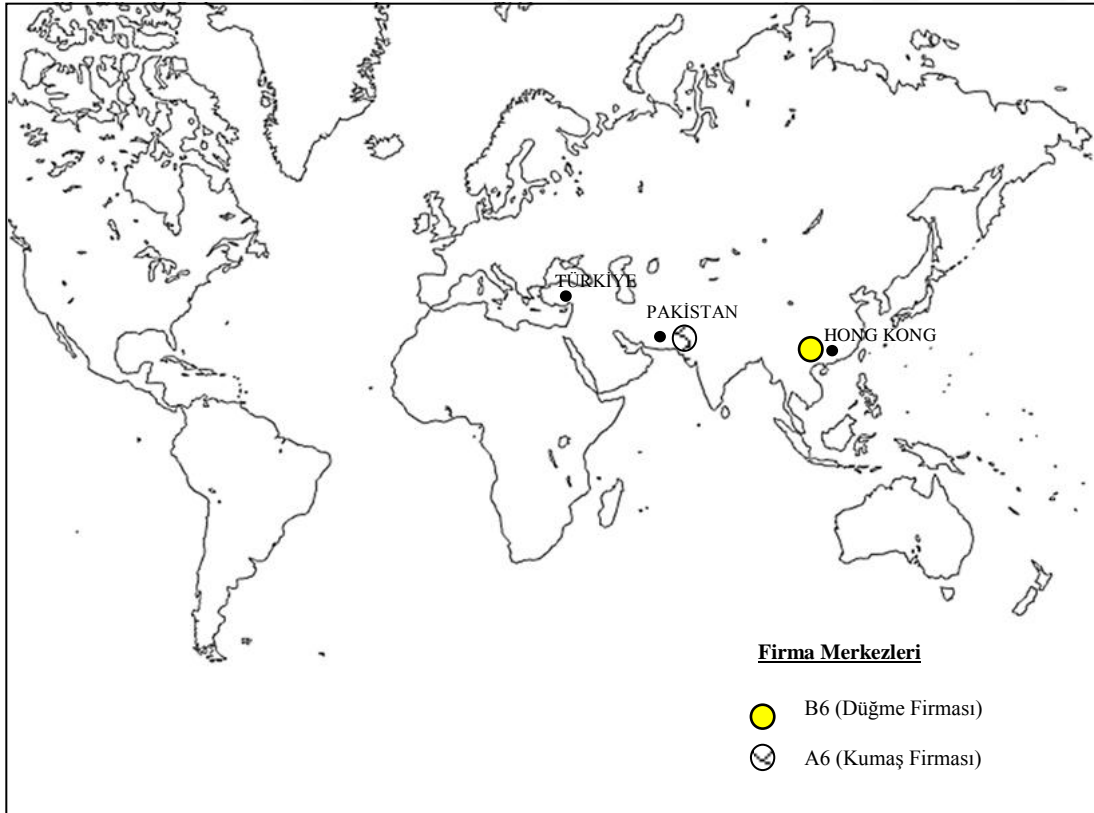 TÜRKİYE
PAKİSTAN
HONG KONG
Firma Merkezleri
B6 (Düğme Firması)
A6 (Kumaş Firması)